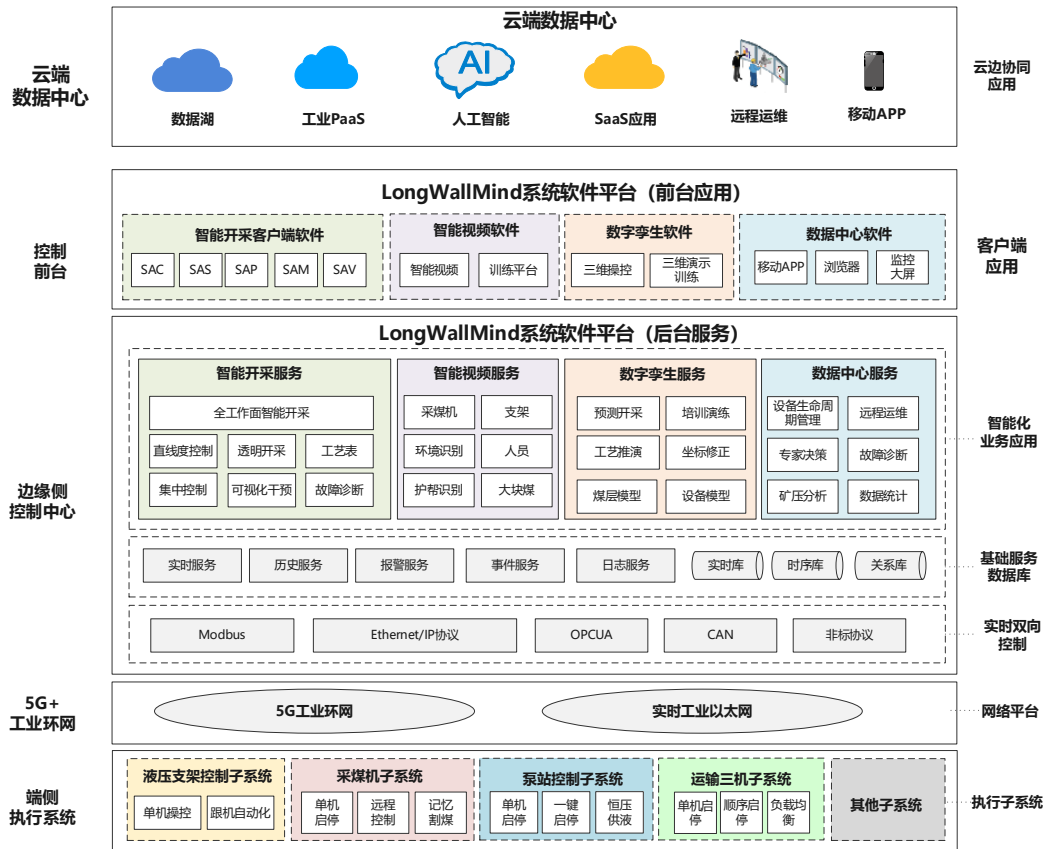 云端数据中心
云端
数据中心
AI
数据湖
工业PaaS
人工智能
SaaS应用
远程运维
移动APP
云边协同
应用
LongWallMind系统软件平台（前台应用）
控制
前台
智能开采客户端软件
SAC
SAS
SAP
SAM
SAV
智能视频软件
智能视频
训练平台
数字孪生软件
三维操控
三维演示
训练
数据中心软件
移动APP
浏览器
监控
大屏
客户端
应用
LongWallMind系统软件平台（后台服务）
边缘侧
控制中心
智能开采服务
全工作面智能开采
直线度控制
透明开采
工艺表
集中控制
可视化干预
故障诊断
智能视频服务
采煤机
支架
环境识别
人员
护帮识别
大块煤
数字孪生服务
预测开采
培训演练
工艺推演
坐标修正
煤层模型
设备模型
数据中心服务
设备生命周
期管理
远程运维
专家决策
故障诊断
矿压分析
数据统计
智能化
业务应用
实时服务
历史服务
报警服务
事件服务
日志服务
实时库
时序库
关系库
基础服务
数据库
Modbus
Ethernet/IP协议
OPCUA
CAN
非标协议
实时双向
控制
5G+
工业环网
5G工业环网
实时工业以太网
网络平台
端侧
执行系统
液压支架控制子系统
单机操控
跟机自动化
采煤机子系统
单机
启停
远程
控制
记忆
割煤
泵站控制子系统
单机
启停
一键
启停
恒压
供液
运输三机子系统
单机启
停
顺序启
停
负载均
衡
其他子系统
执行子系统